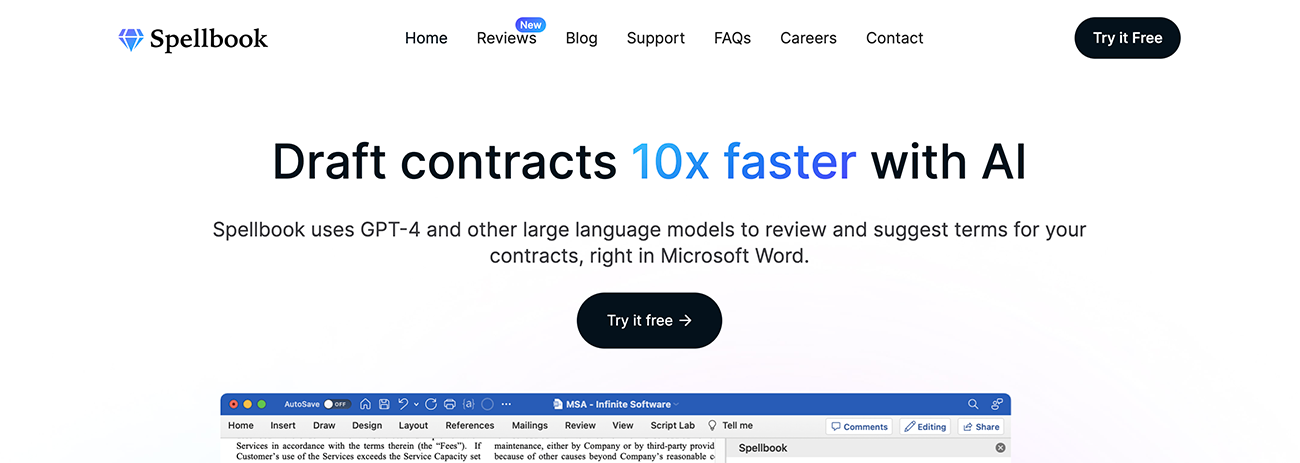 Spellbook
Home Reviews New Blog Support FAQs Careers Contact
Try it Free
Draft contracts 10x faster with AI
Spellbook uses GPT-4 and other large language models to review and suggest terms for your
contracts, right in Microsoft Word.
Try it free →
AutoSave OFF {a} ••• MSA - Infinite Software
Home Insert Draw Design Layout References Mailings Review View Script Lab Tell me Comments Editing Share
Services in accordance with the terms therein (the “Fees”). If
Customer’s use of the Services exceeds the Service Capacity set
maintenance, either by Company or by third-party provid
because of other causes beyond Company’s reasonable c
Spellbook